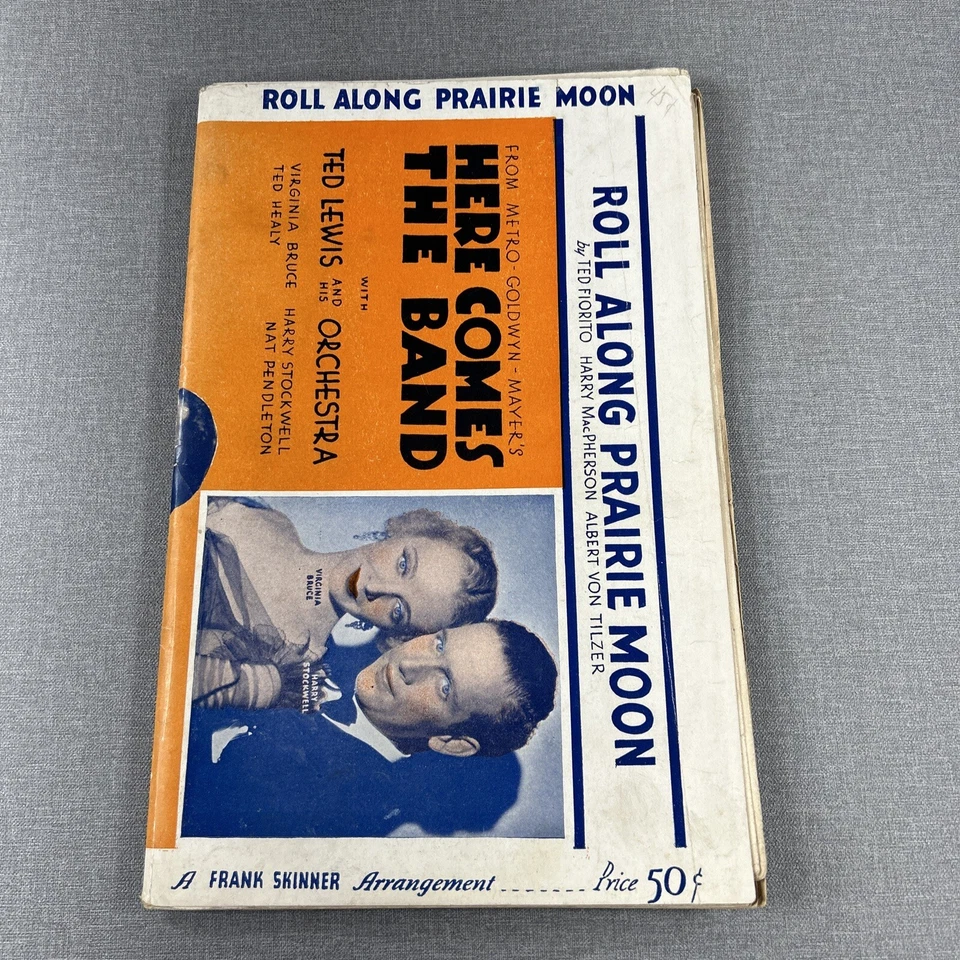 ROLL ALONG PRAIRIE MOON
ROLL ALONG PRAIRIE MOON
by TED FIORITO HARRY MACPHERSON ALBERT VON TILZER
FROM METRO-GOLDWYN-MAYER'S
HERE COMES
THE BAND
WITH
TED LEWIS AND HIS ORCHESTRA
VIRGINIA BRUCE HARRY STOCKWELL
TED HEALY NAT PENDLETON
VIRGINIA
BRUCE
HARRY
STOCKWELL
A FRANK SKINNER Arrangement ........ Price 50¢